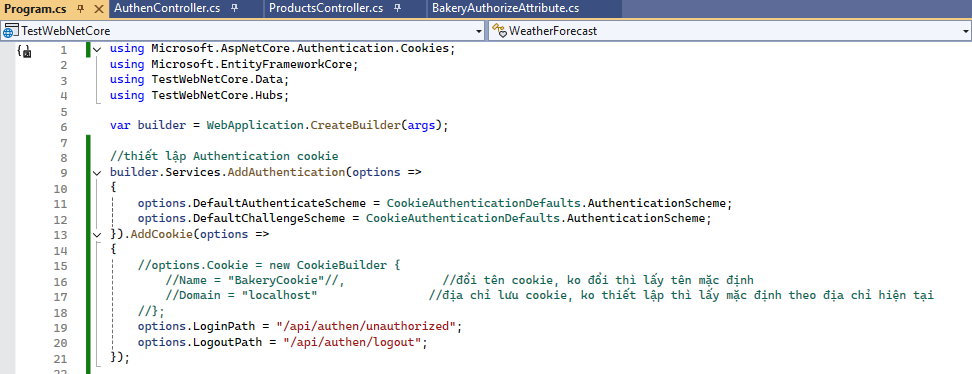 Program.cs AuthenController.cs ProductsController.cs BakeryAuthorizeAttribute.cs
TestWebNetCore WeatherForecast
1 using Microsoft.AspNetCore.Authentication.Cookies;
2 using Microsoft.EntityFrameworkCore;
3 using TestWebNetCore.Data;
4 using TestWebNetCore.Hubs;
5
6 var builder = WebApplication.CreateBuilder(args);
7
8 //thiết lập Authentication cookie
9 builder.Services.AddAuthentication(options =>
10 {
11 options.DefaultAuthenticateScheme = CookieAuthenticationDefaults.AuthenticationScheme;
12 options.DefaultChallengeScheme = CookieAuthenticationDefaults.AuthenticationScheme;
13 }).AddCookie(options =>
14 {
15 //options.Cookie = new CookieBuilder {
16 //Name = "BakeryCookie"//, //đổi tên cookie, ko đổi thì lấy tên mặc định
17 //Domain = "localhost" //địa chỉ lưu cookie, ko thiết lập thì lấy mặc định theo địa chỉ hiện tại
18 //};
19 options.LoginPath = "/api/authen/unauthorized";
20 options.LogoutPath = "/api/authen/logout";
21 });